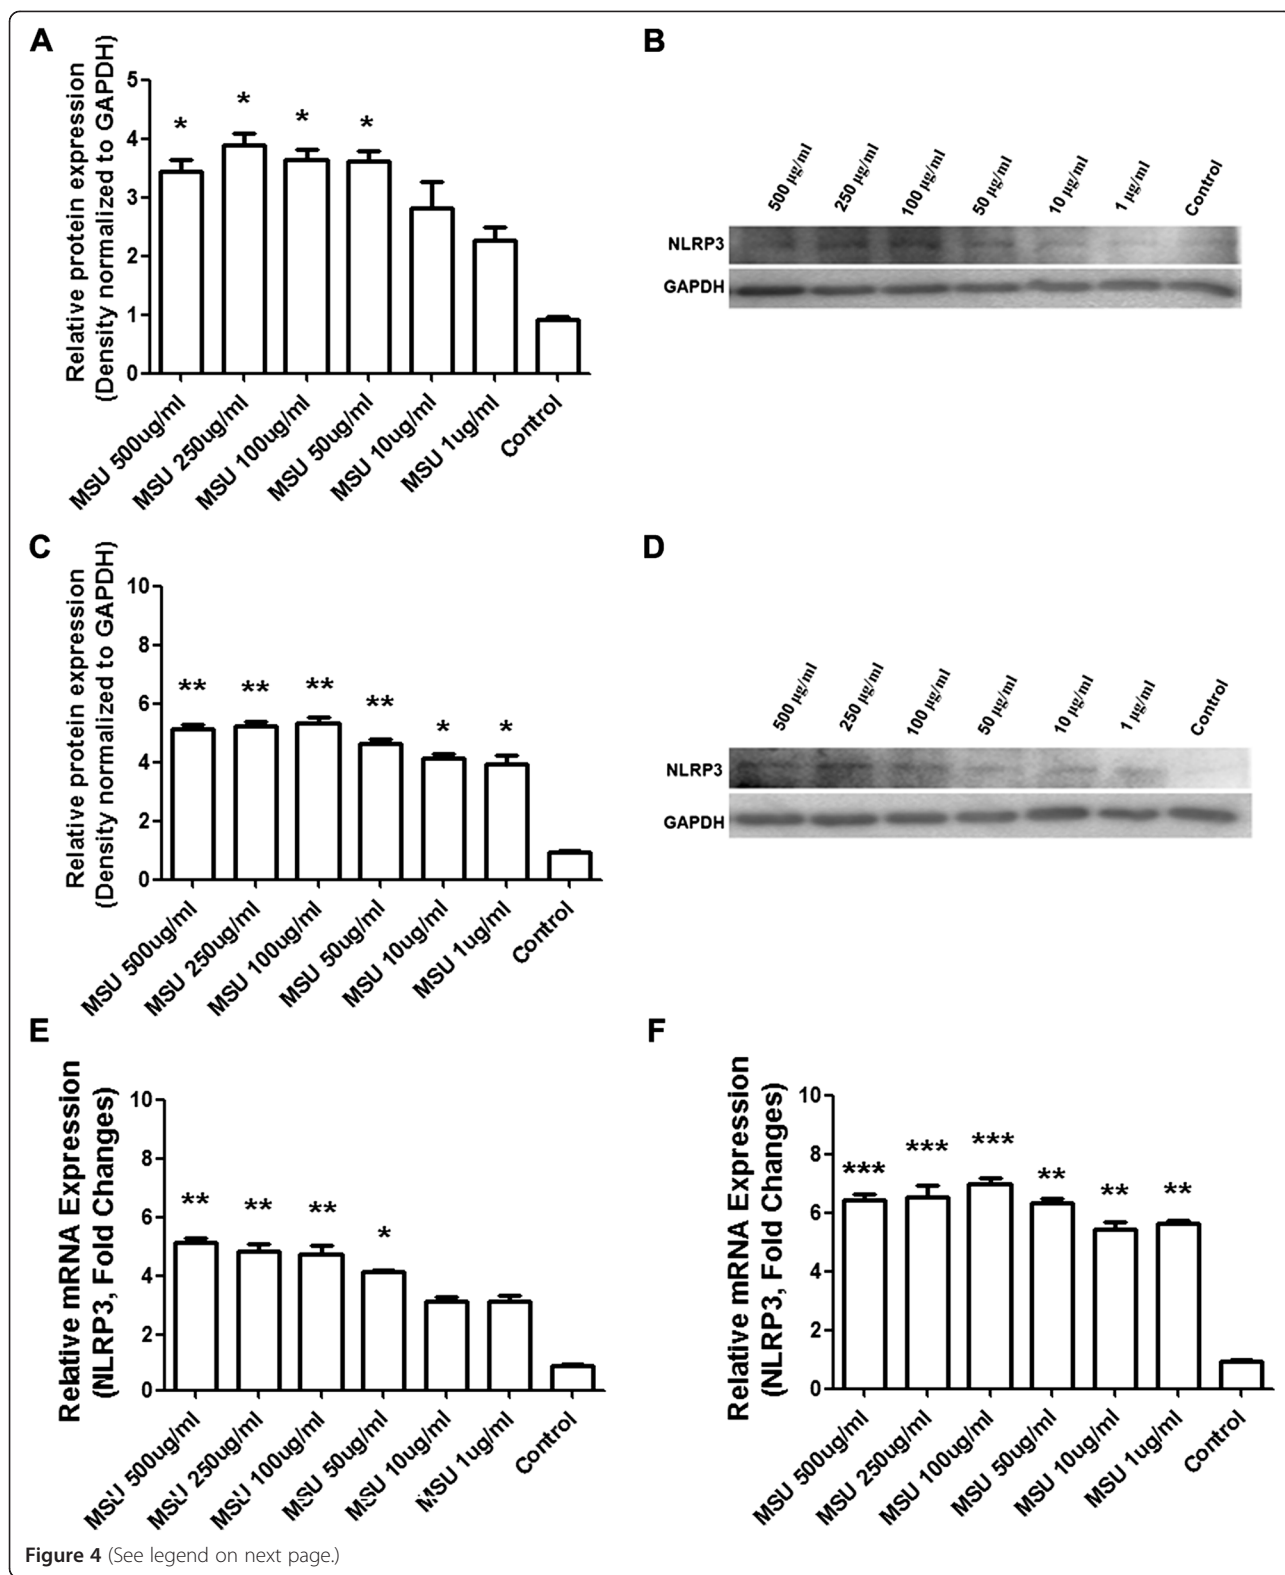 A
Relative protein expression
(Density normalized to GAPDH)
5
4
3
2
1
0
*
*
*
*
MSU 500ug/ml
MSU 250ug/ml
MSU 100ug/ml
MSU 50ug/ml
MSU 10ug/ml
MSU 1ug/ml
Control
B
500 µg/ml
250 µg/ml
100 µg/ml
50 µg/ml
10 µg/ml
1 µg/ml
Control
NLRP3
GAPDH
C
Relative protein expression
(Density normalized to GAPDH)
10
8
6
4
2
0
**
**
**
**
*
*
MSU 500ug/ml
MSU 250ug/ml
MSU 100ug/ml
MSU 50ug/ml
MSU 10ug/ml
MSU 1ug/ml
Control
D
500 µg/ml
250 µg/ml
100 µg/ml
50 µg/ml
10 µg/ml
1 µg/ml
Control
NLRP3
GAPDH
E
Relative mRNA Expression
(NLRP3, Fold Changes)
10
8
6
4
2
0
**
**
**
*
MSU 500ug/ml
MSU 250ug/ml
MSU 100ug/ml
MSU 50ug/ml
MSU 10ug/ml
MSU 1ug/ml
Control
F
Relative mRNA Expression
(NLRP3, Fold Changes)
10
8
6
4
2
0
***
***
***
**
**
**
MSU 500ug/ml
MSU 250ug/ml
MSU 100ug/ml
MSU 50ug/ml
MSU 10ug/ml
MSU 1ug/ml
Control
Figure 4 (See legend on next page.)